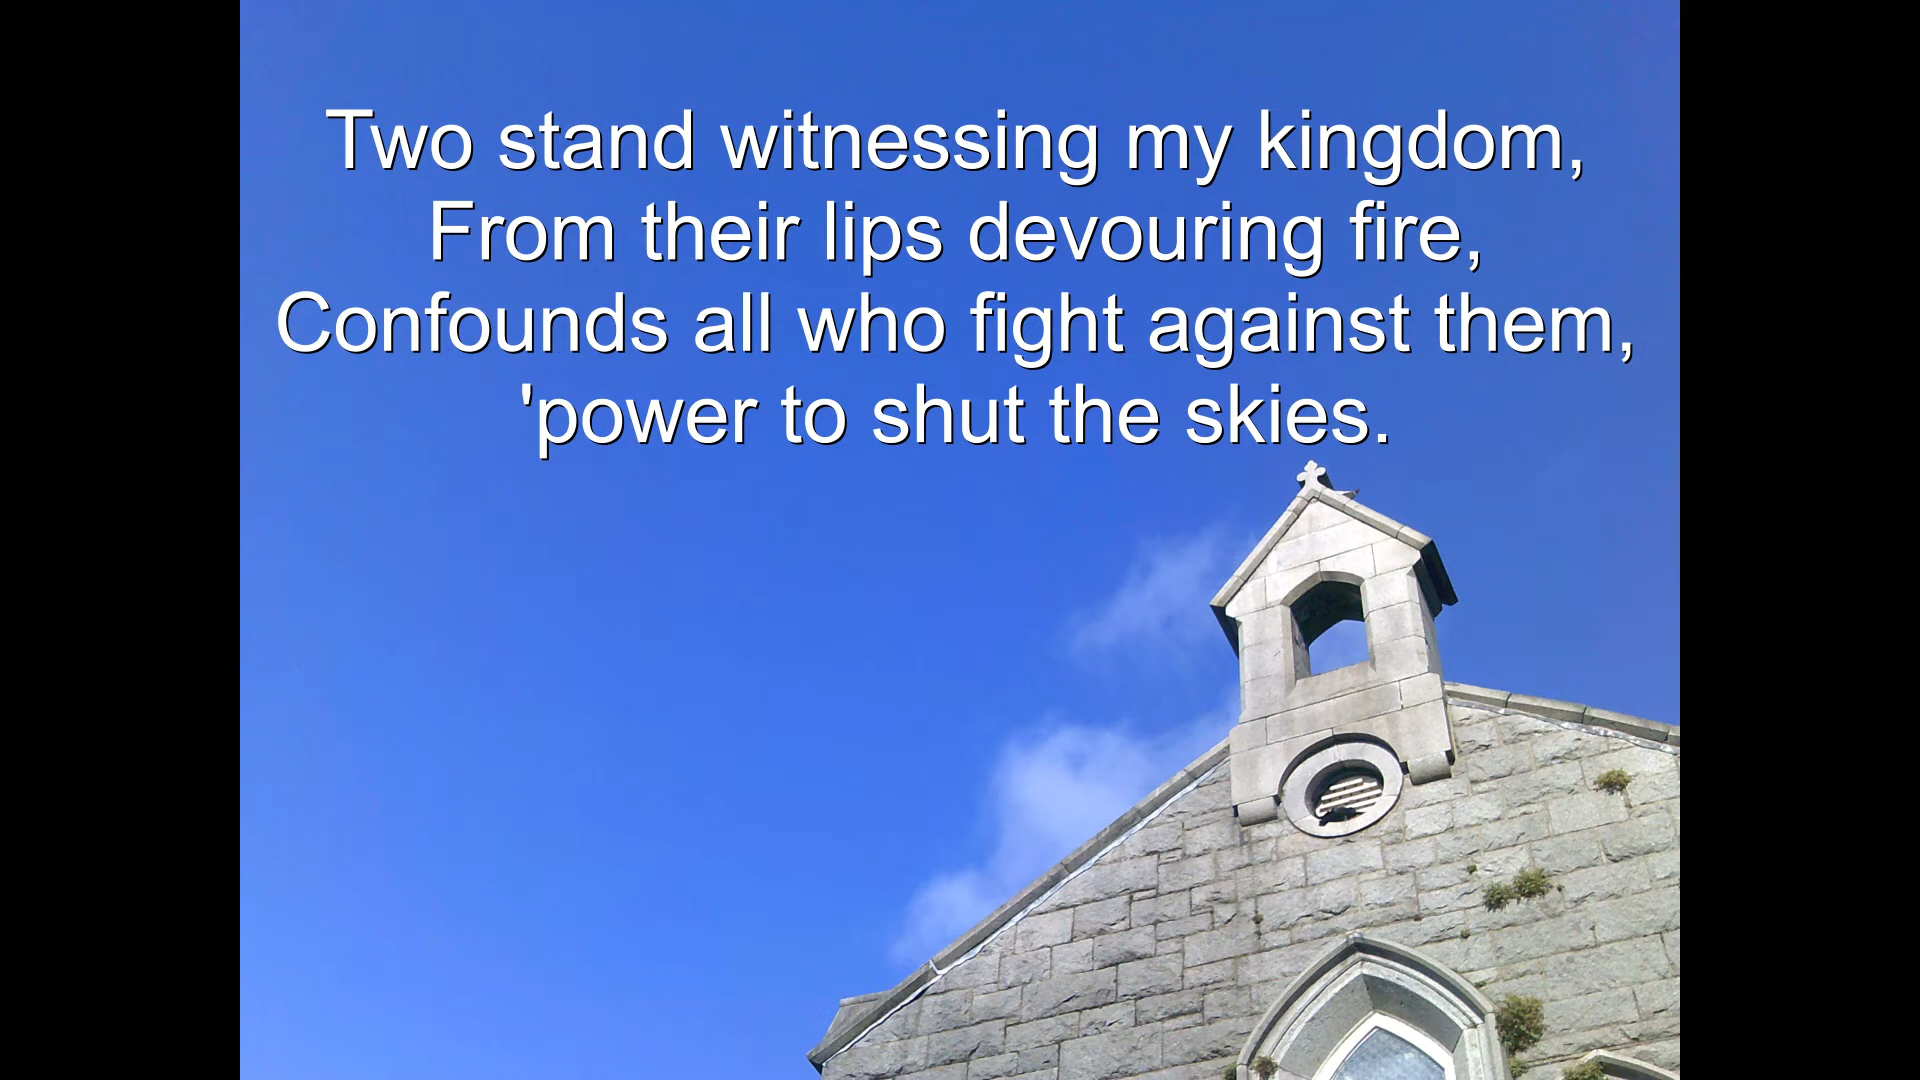 Two stand witnessing my kingdom,
From their lips devouring fire,
Confounds all who fight against them,
'power to shut the skies.